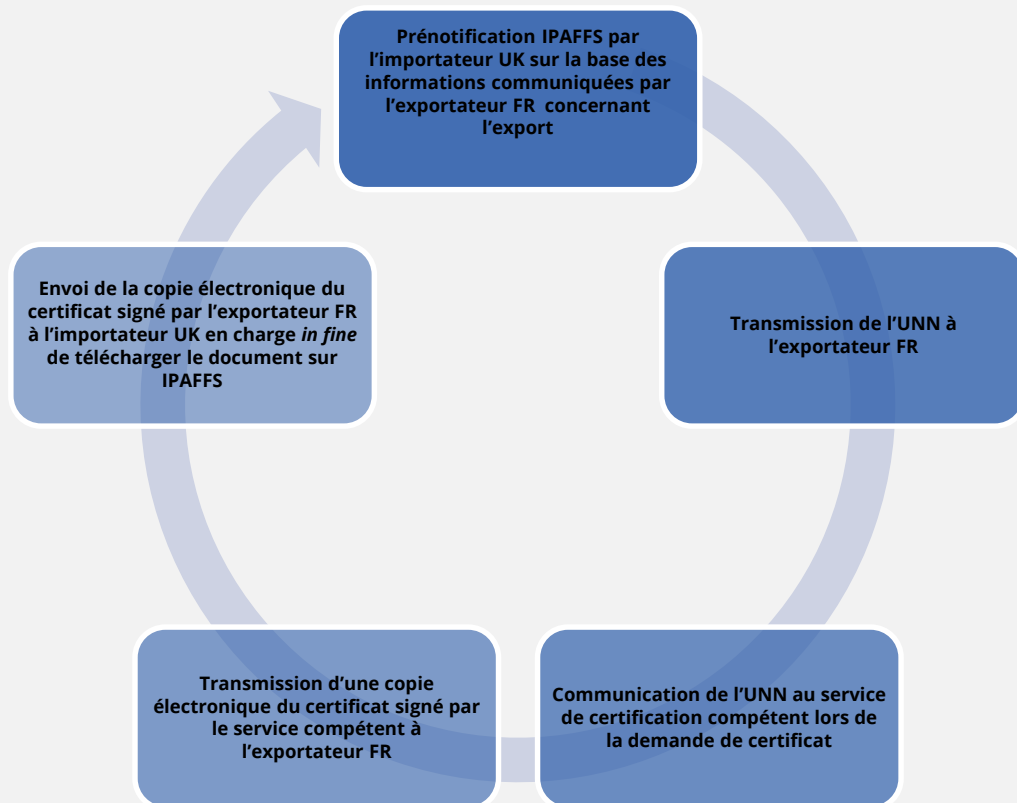 Prénotification IPAFFS par
l’importateur UK sur la base des
informations communiquées par
l’exportateur FR  concernant
l’export
Transmission de l’UNN à
l’exportateur FR
Communication de l’UNN au service
de certification compétent lors de
la demande de certificat
Transmission d’une copie
électronique du certificat signé par
le service compétent à
l’exportateur FR
Envoi de la copie électronique du
certificat signé par l’exportateur FR
à l’importateur UK en charge in fine
de télécharger le document sur
IPAFFS